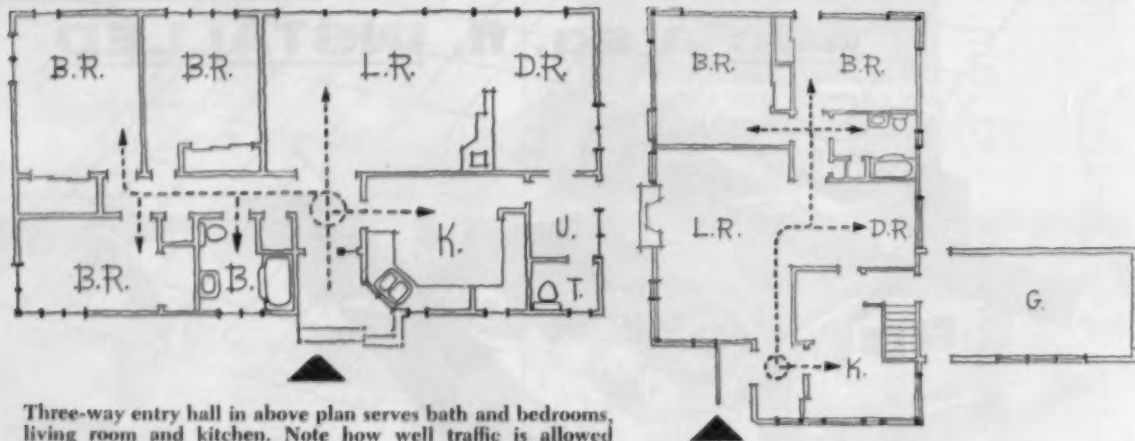 B.R. B.R. L.R. D.R.
B.R. B. K. U.
T.
B.R. B.R.
L.R. D.R
G.
K.
Three-way entry hall in above plan serves bath and bedrooms,
living room and kitchen. Note how well traffic is allowed